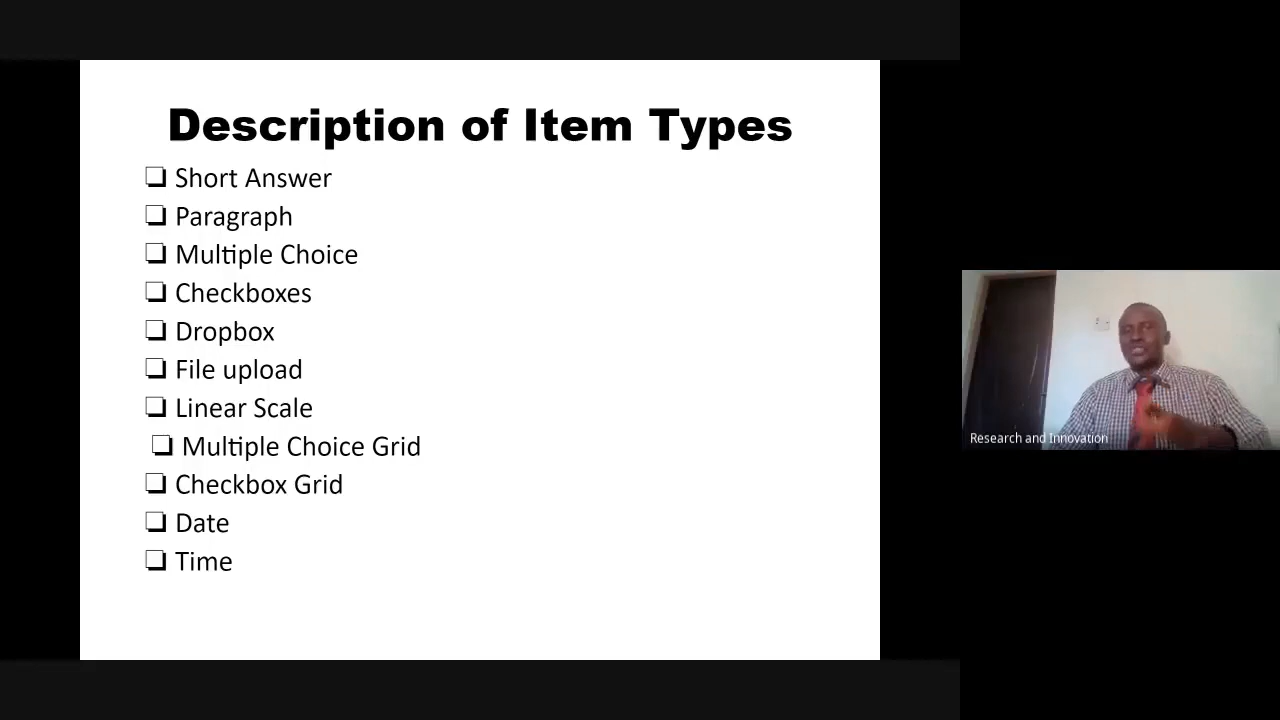 Description of Item Types
❑ Short Answer
❑ Paragraph
❑ Multiple Choice
❑ Checkboxes
❑ Dropbox
❑ File upload
❑ Linear Scale
❑ Multiple Choice Grid
❑ Checkbox Grid
❑ Date
❑ Time
Research and Innovation